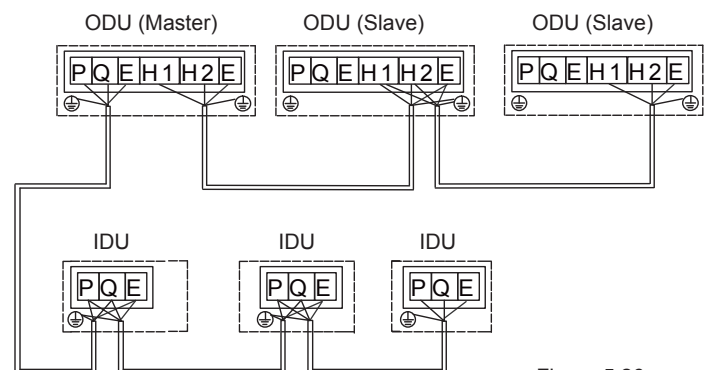 ODU (Master) ODU (Slave) ODU (Slave)
P Q E H1 H2 E P Q E H1 H2 E P Q E H1 H2 E
IDU IDU IDU
P Q E P Q E P Q E